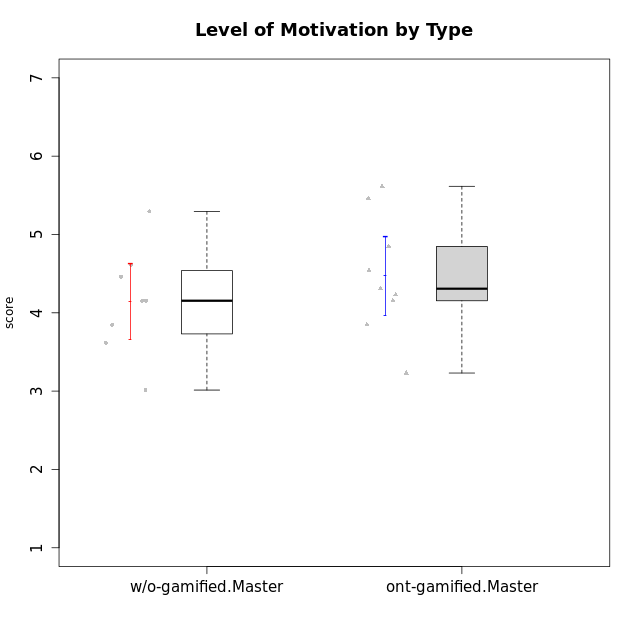 Level of Motivation by Type
7
6
5
4
3
2
1
score
w/o-gamified.Master
ont-gamified.Master